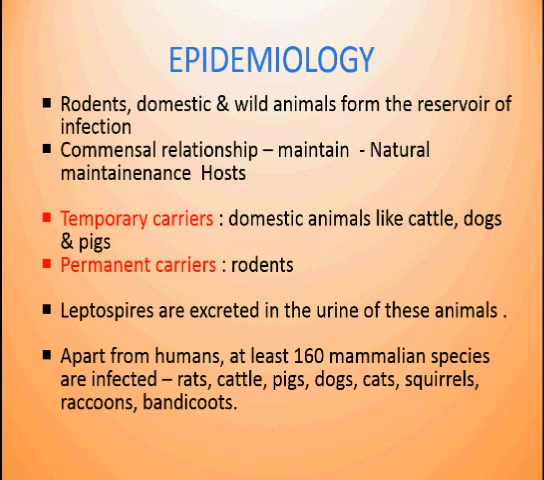 EPIDEMIOLOGY
▪ Rodents, domestic & wild animals form the reservoir of
infection
▪ Commensal relationship – maintain - Natural
maintainenance Hosts
▪ Temporary carriers : domestic animals like cattle, dogs
& pigs
▪ Permanent carriers : rodents
▪ Leptospires are excreted in the urine of these animals .
▪ Apart from humans, at least 160 mammalian species
are infected – rats, cattle, pigs, dogs, cats, squirrels,
raccoons, bandicoots.